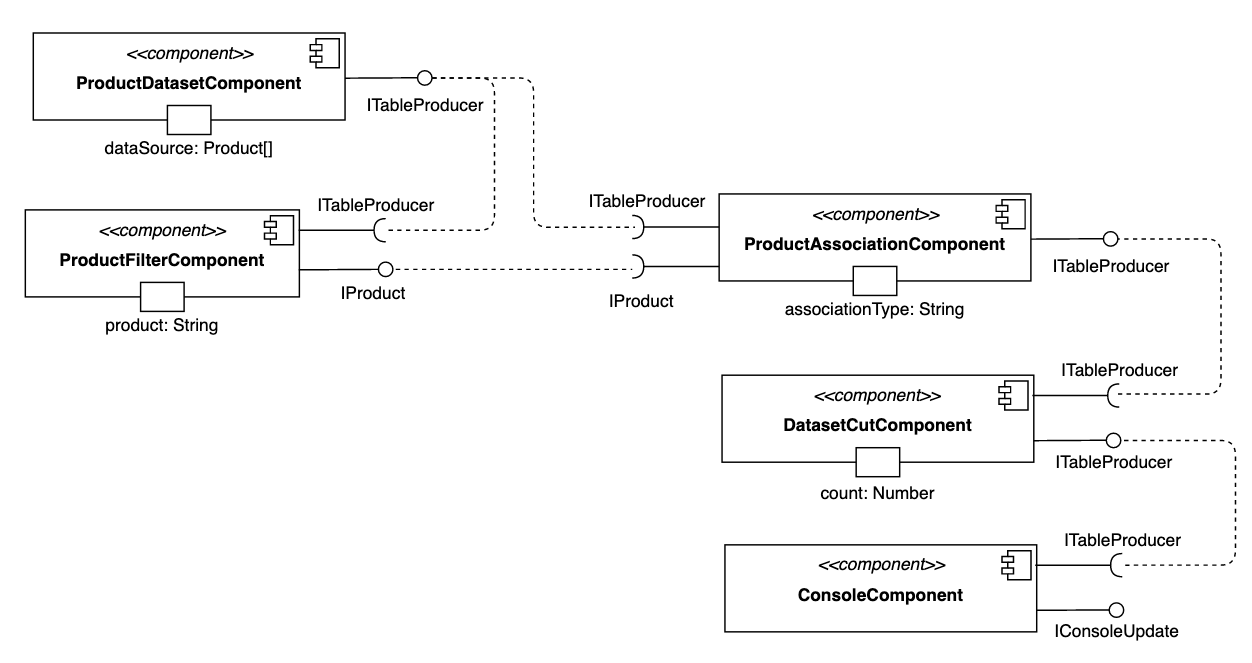 <<component>>
ProductDatasetComponent
ITableProducer
dataSource: Product[]
ITableProducer
<<component>>
ProductFilterComponent
IProduct
product: String
ITableProducer
<<component>>
ProductAssociationComponent
IProduct
associationType: String
ITableProducer
ITableProducer
<<component>>
DatasetCutComponent
ITableProducer
count: Number
ITableProducer
<<component>>
ConsoleComponent
IConsoleUpdate